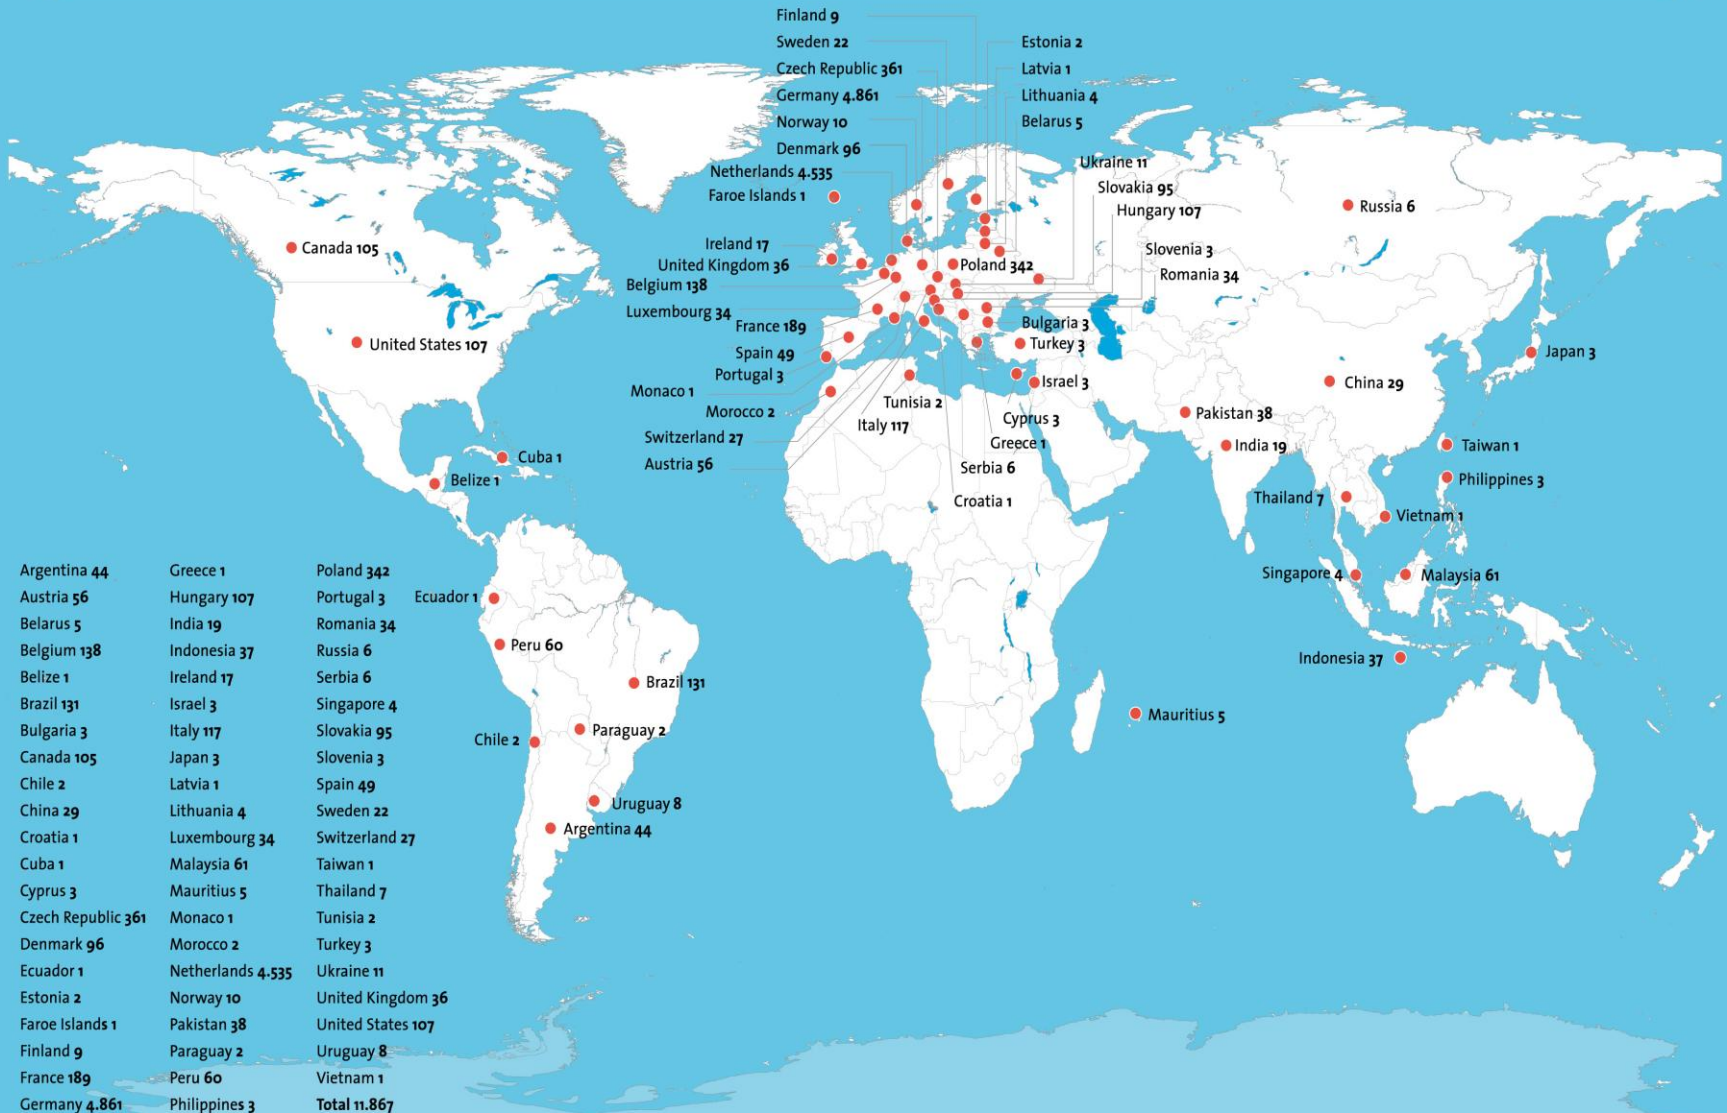 Finland 9
Sweden 22
Czech Republic 361
Germany 4.861
Norway 10
Denmark 96
Netherlands 4.535
Faroe Islands 1
Estonia 2
Latvia 1
Lithuania 4
Belarus 5
Ukraine 11
Slovakia 95
Hungary 107
Slovenia 3
Romania 34
Russia 6
Canada 105
Ireland 17
United Kingdom 36
Belgium 138
Luxembourg 34
France 189
Spain 49
Portugal 3
Monaco 1
Morocco 2
Switzerland 27
Austria 56
Poland 342
Bulgaria 3
Turkey 3
Israel 3
Cyprus 3
Greece 1
Tunisia 2
Italy 117
Serbia 6
Croatia 1
United States 107
Japan 3
China 29
Pakistan 38
India 19
Taiwan 1
Philippines 3
Thailand 7
Vietnam 1
Singapore 4
Malaysia 61
Indonesia 37
Mauritius 5
Cuba 1
Belize 1
Ecuador 1
Peru 60
Brazil 131
Paraguay 2
Chile 2
Uruguay 8
Argentina 44
Argentina 44
Austria 56
Belarus 5
Belgium 138
Belize 1
Brazil 131
Bulgaria 3
Canada 105
Chile 2
China 29
Croatia 1
Cuba 1
Cyprus 3
Czech Republic 361
Denmark 96
Ecuador 1
Estonia 2
Faroe Islands 1
Finland 9
France 189
Germany 4.861
Greece 1
Hungary 107
India 19
Indonesia 37
Ireland 17
Israel 3
Italy 117
Japan 3
Latvia 1
Lithuania 4
Luxembourg 34
Malaysia 61
Mauritius 5
Monaco 1
Morocco 2
Netherlands 4.535
Norway 10
Pakistan 38
Paraguay 2
Peru 60
Philippines 3
Poland 342
Portugal 3
Romania 34
Russia 6
Serbia 6
Singapore 4
Slovakia 95
Slovenia 3
Spain 49
Sweden 22
Switzerland 27
Taiwan 1
Thailand 7
Tunisia 2
Turkey 3
Ukraine 11
United Kingdom 36
United States 107
Uruguay 8
Vietnam 1
Total 11.867